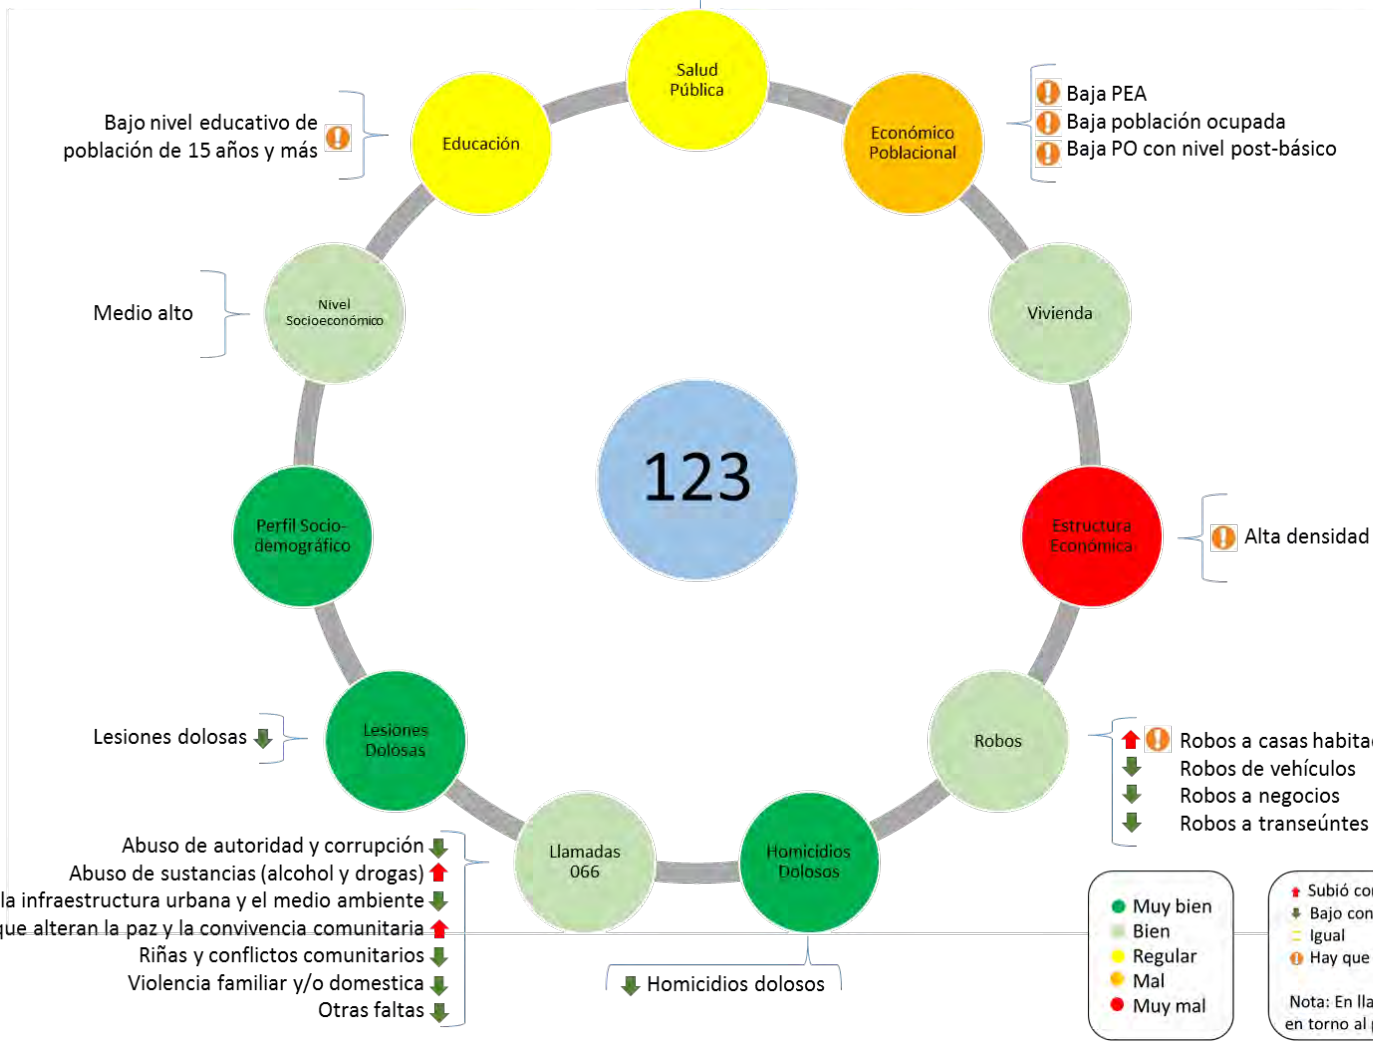 Salud
Pública
Bajo nivel educativo de
población de 15 años y más
Educación
Económico
Poblacional
Baja PEA
Baja población ocupada
Baja PO con nivel post-básico
Medio alto
Nivel
Socioeconómico
Vivienda
123
Perfil Socio-
demográfico
Estructura
Económica
Alta densidad
Lesiones dolosas
Lesiones
Dolosas
Robos
Robos a casas
Robos de vehículos
Robos a negocios
Robos a transeúntes
Abuso de autoridad y corrupción
Abuso de sustancias (alcohol y drogas)
la infraestructura urbana y el medio ambiente
que alteran la paz y la convivencia comunitaria
Riñas y conflictos comunitarios
Violencia familiar y/o domestica
Otras faltas
Llamadas
066
Homicidios
Dolosos
Homicidios dolosos
Muy bien
Bien
Regular
Mal
Muy mal
Subió
Bajo
Igual
Hay que
Nota: En
en torno al